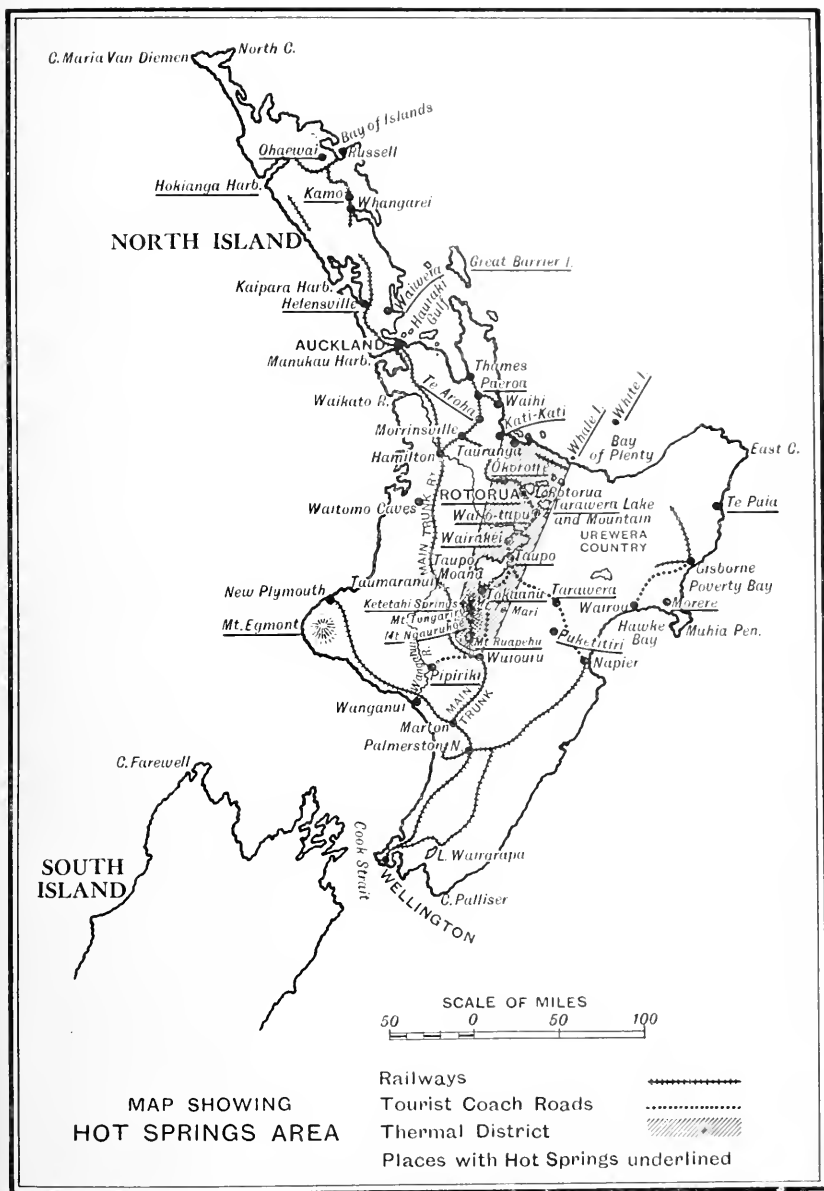 North C.
C. Maria Van Diemen
Bay of Islands
Ohaewai
Russell
Hokianga Harb.
Kamo
Whangarei
NORTH ISLAND
Great Barrier I.
Waiwera
Kaipara Harb.
Hauraki
Gulf
Helensville
AUCKLAND
Manukau Harb.
Thames
Te Aroha
Paeroa
Waikato R.
Waihi
Kati-Kati
White I.
Whale I.
Morrinsville
Bay
of Plenty
Tauranga
Hamilton
East C.
Okoroire
ROTORUA
L. Rotorua
Waitomo Caves
MAIN TRUNK RY.
Waiotapu
Tarawera Lake
and Mountain
Te Puia
Wairakei
UREWERA
COUNTRY
Taupo
Moana
Taupo
Gisborne
Taumaranui
Poverty Bay
New Plymouth
Tokaanu
Tarawera
Ketetahi Springs
Wairou
Morere
Mari
Mt. Egmont
Mt. Ngauruhoe
Hawke
Bay
Mt. Ruapehu
Puketitiri
Muhia Pen.
Wanganui
R.
Waiouru
Pipiriki
Napier
Wanganui
MAIN
TRUNK
Marton
Palmerston N.
C. Farewell
Cook Strait
SOUTH
ISLAND
L. Wairarapa
WELLINGTON
C. Palliser
SCALE OF MILES
50 0 50 100
Railways
MAP SHOWING
HOT SPRINGS AREA
Tourist Coach Roads
Thermal District
Places with Hot Springs underlined